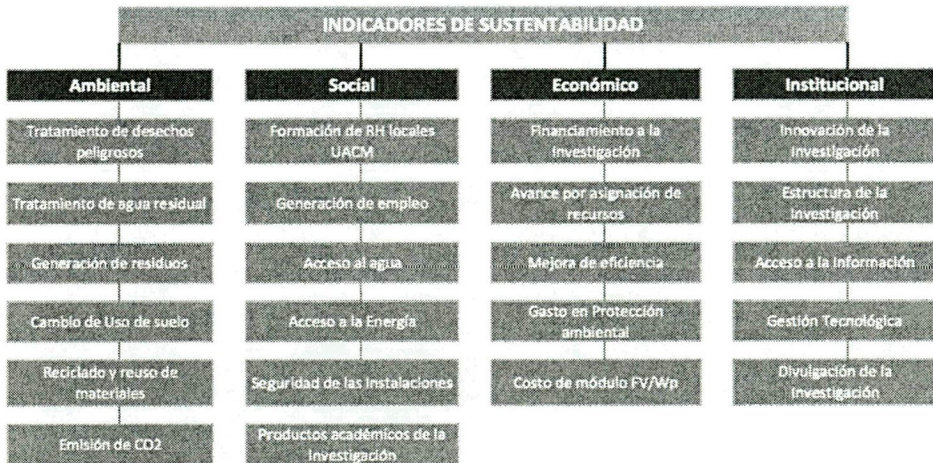 INDICADORES DE SUSTENTABILIDAD
Ambiental
Tratamiento de desechos
peligrosos
Tratamiento de agua residual
Generación de residuos
Cambio de Uso de suelo
Reciclado y reuso de
materiales
Emisión de CO2
Social
Formación de RH locales
UACM
Generación de empleo
Acceso al agua
Acceso a la Energía
Seguridad de las Instalaciones
Productos académicos de la
Investigación
Económico
Financiamiento a la
Investigación
Avance por asignación de
recursos
Mejora de eficiencia
Gasto en Protección
ambiental
Costo de módulo FV/Wp
Institucional
Innovación de la
Investigación
Estructura de la
Investigación
Acceso a la Información
Gestión Tecnológica
Divulgación de la
Investigación